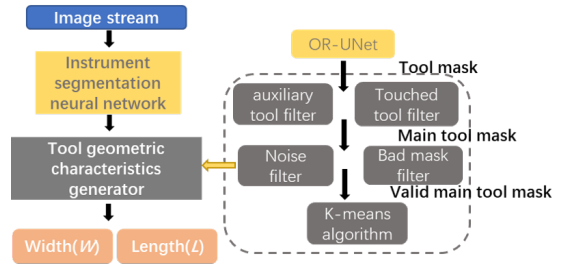 Image stream
OR-UNet
Instrument
segmentation
neural network
Tool mask
auxiliary
tool filter
Touched
tool filter
Main tool mask
Tool geometric
characteristics
generator
Noise
filter
Bad mask
filter
Valid main tool mask
K-means
algorithm
Width(W)
Length(L)